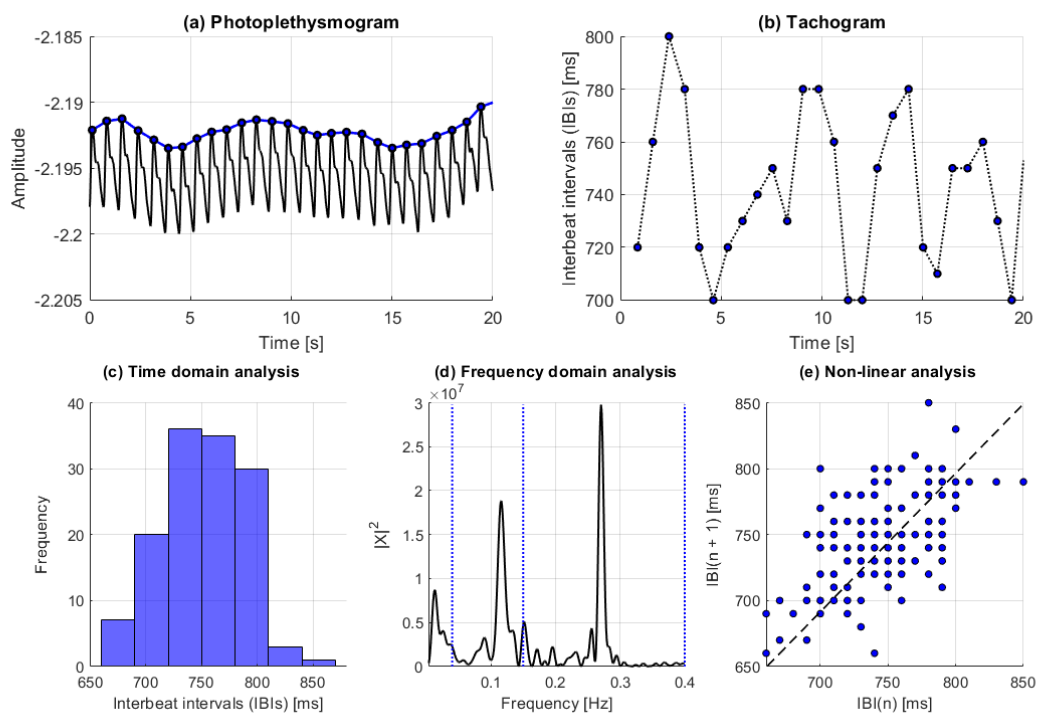 (a) Photoplethysmogram
-2.185
-2.19
-2.195
-2.2
-2.205
Amplitude
0 5 10 15 20
Time [s]
(b) Tachogram
800
780
760
740
720
700
Interbeat intervals (IBIs) [ms]
0 5 10 15 20
Time [s]
(c) Time domain analysis
40
30
20
10
0
Frequency
650 700 750 800 850
Interbeat intervals (IBIs) [ms]
(d) Frequency domain analysis
×10^7
3
2.5
2
1.5
1
0.5
0
|X|^2
0.1 0.2 0.3 0.4
Frequency [Hz]
(e) Non-linear analysis
850
800
750
700
650
IBI(n + 1) [ms]
700 750 800 850
IBI(n) [ms]